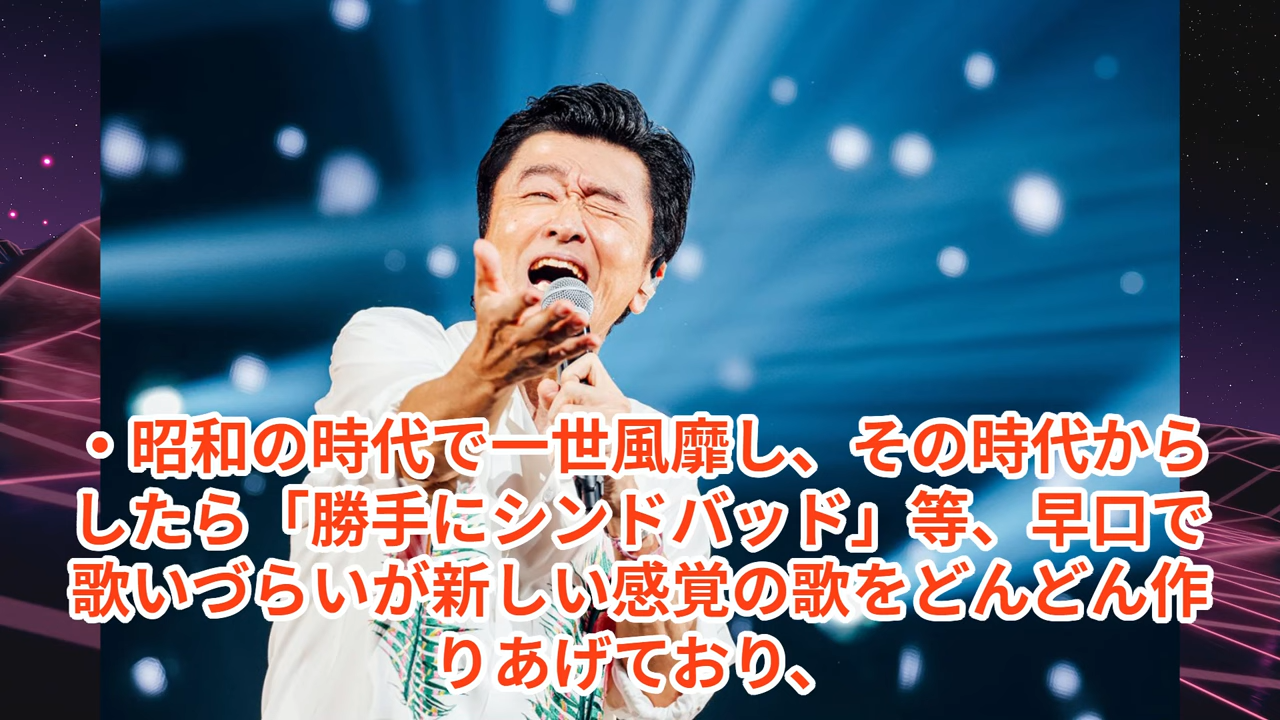 ・昭和の時代で一世風靡し、その時代から
したら「勝手にシンドバッド」等、早口で
歌いづらいが新しい感覚の歌をどんどん作
りあげており、